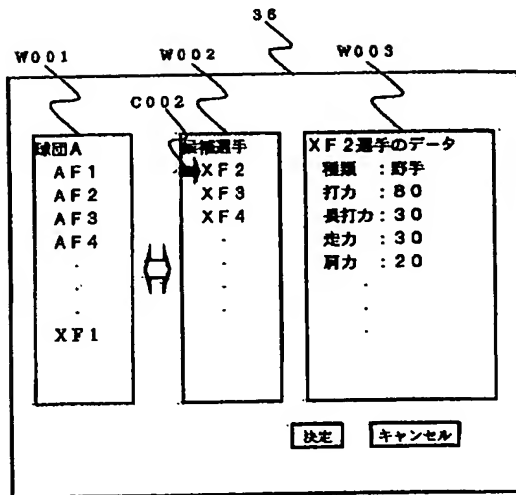 36
W001
W002
W003
C002
球団A
AF1
AF2
AF3
AF4
XF1
候補選手
XF2
XF3
XF4
XF2選手のデータ
種類 :野手
打力 :80
長打力:30
走力 :30
肩力 :20
決定
キャンセル